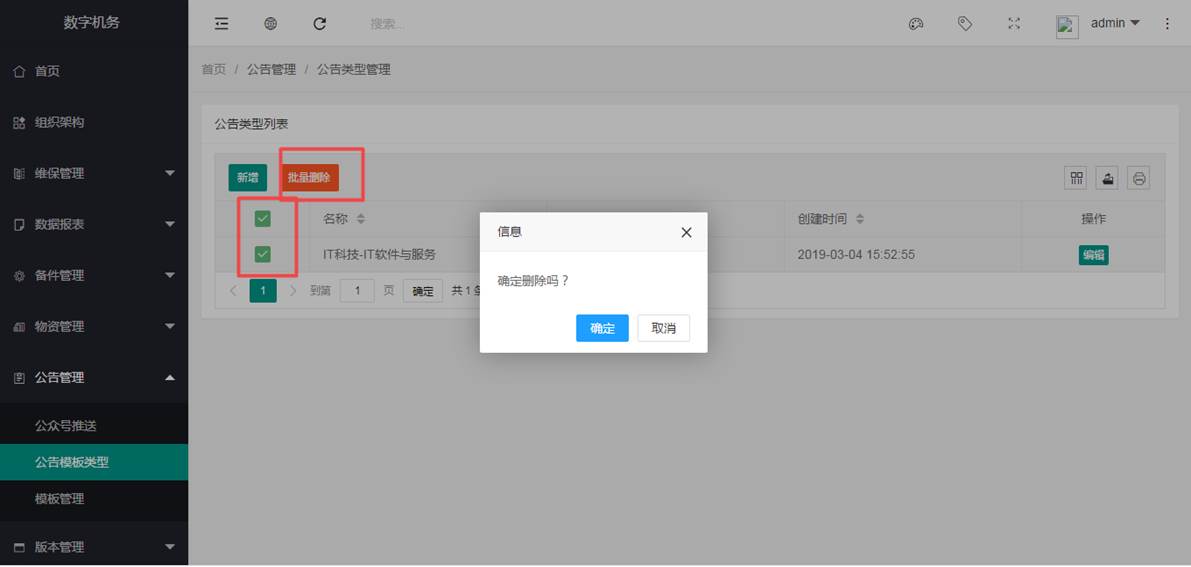 数字机务
搜索...
admin
首页
组织架构
维保管理
数据报表
备件管理
物资管理
公告管理
公众号推送
公告模板类型
模板管理
版本管理
首页 / 公告管理 / 公告类型管理
公告类型列表
新增 批量删除
名称 创建时间 操作
IT科技-IT软件与服务 2019-03-04 15:52:55 编辑
1 到第 1 页 确定 共 1
信息
确定删除吗？
确定 取消